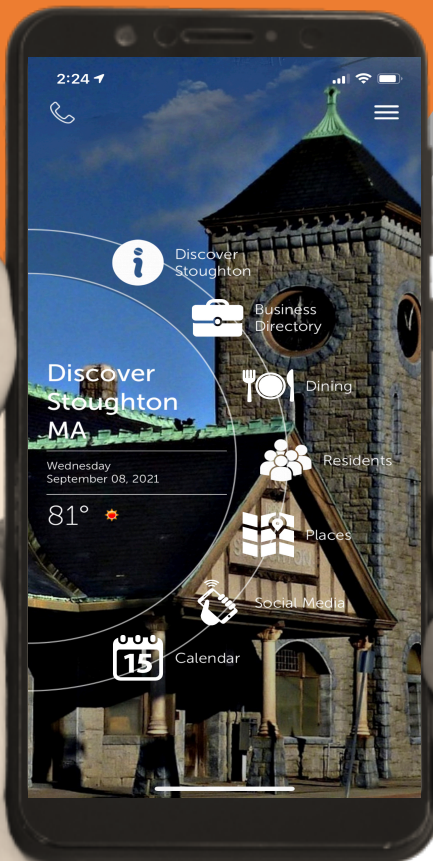 2:24
Discover
Stoughton
Business
Directory
Dining
Discover
Stoughton
MA
Residents
Wednesday
September 08, 2021
81°
Places
Social Media
15
Calendar